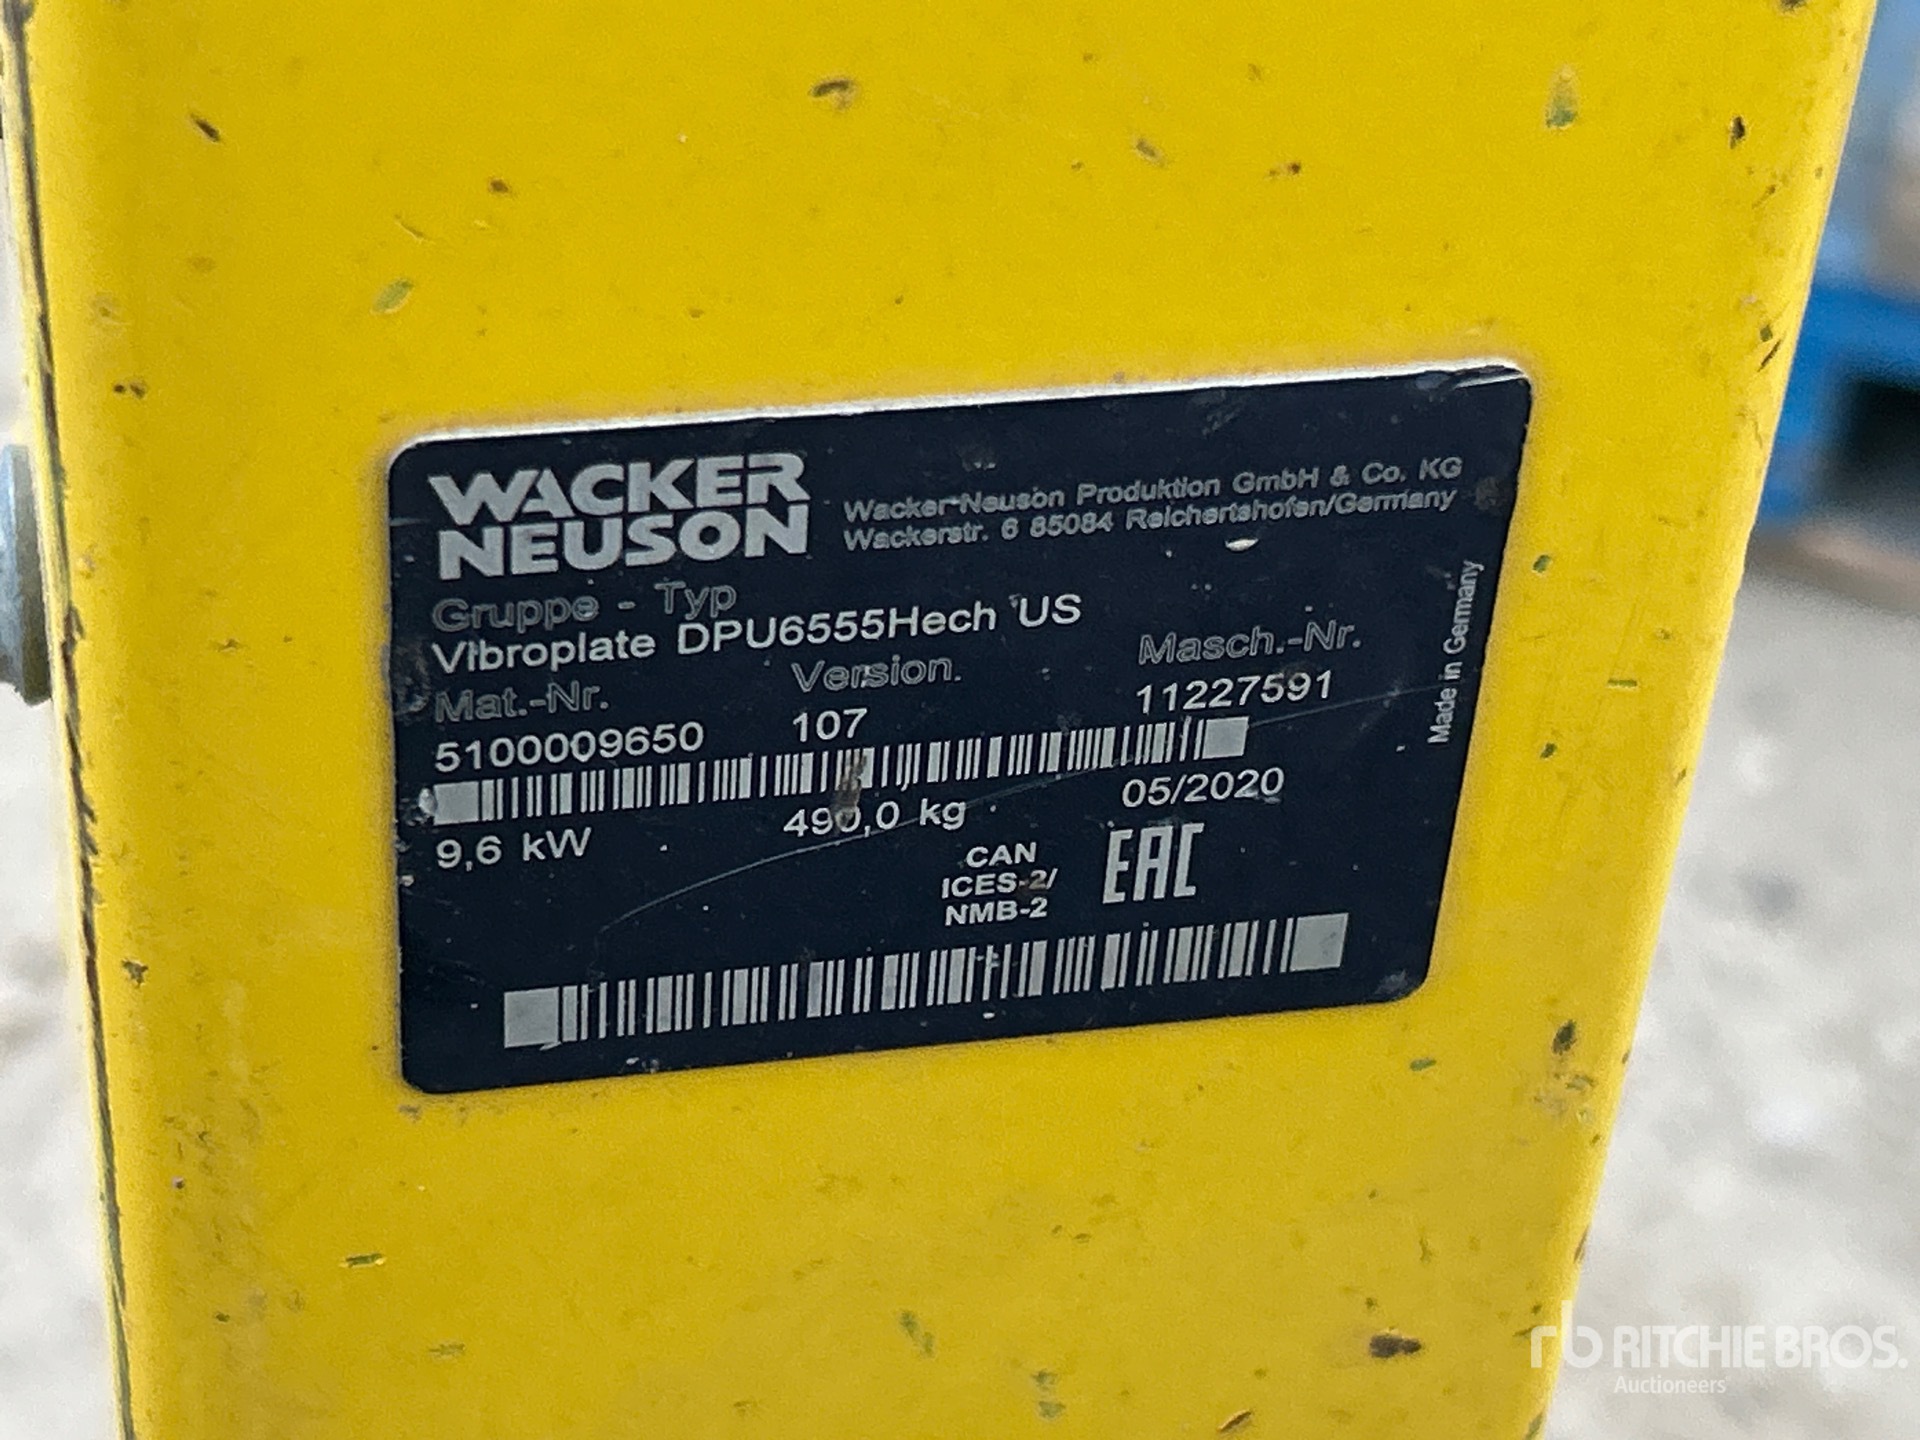 WACKER
NEUSON
Wacker Neuson Produktion GmbH & Co. KG
Wackerstr. 6 85084 Reichertshofen/Germany
Gruppe - Typ
Vibroplate DPU6555Hech US
Mat.-Nr. Version. Masch.-Nr.
5100009650 107 11227591
9,6 kW 490,0 kg 05/2020
CAN
ICES-2/
NMB-2
EAC
Made in Germany
rb RITCHIE BROS.
Auctioneers